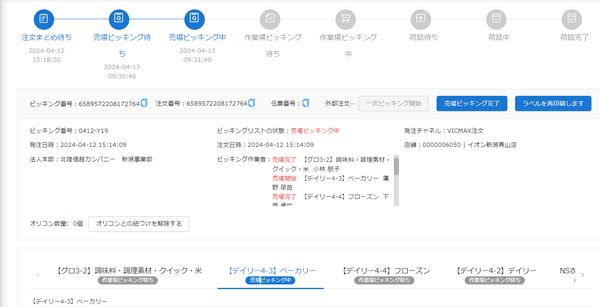 注文まとめ待ち
2024-04-12
15:18:02
売場ピッキング待
ち
2024-04-13
09:30:46
売場ピッキング中
2024-04-13
09:31:40
作業場ピッキング
待ち
作業場ピッキング
中
荷詰待ち
荷詰中
荷詰完了
ピッキング番号：6589572208172764 注文番号：6589572208172764 伝票番号： 外部注文— 一次ピッキング開始 売場ピッキング完了 ラベルを再印刷します
ピッキング番号：0412-Y19 ピッキングリストの状態：売場ピッキング中 発注チャネル：VICMAX注文
発注日時：2024-04-12 15:14:09 注文日時：2024-04-12 15:14:09 店舗：0000006050 | イオン新潟青山店
法人本部：北陸信越カンパニー 新潟事業部 ピッキング作業者：売場完了 【グロ3-2】調味料・調理素材・
クイック・米 小林 朋子
売場開始 【デイリー4-3】ベーカリー 廣
野 早苗
売場完了 【デイリー4-4】フローズン 下
オリコン数量: 0個 オリコンとの紐づけを解除する
【グロ3-2】調味料・調理素材・クイック・米
作業場ピッキング待ち
【デイリー4-3】ベーカリー
売場ピッキング中
【デイリー4-4】フローズン
作業場ピッキング待ち
【デイリー4-2】デイリー
作業場ピッキング待ち
【デイリー4-3】ベーカリー